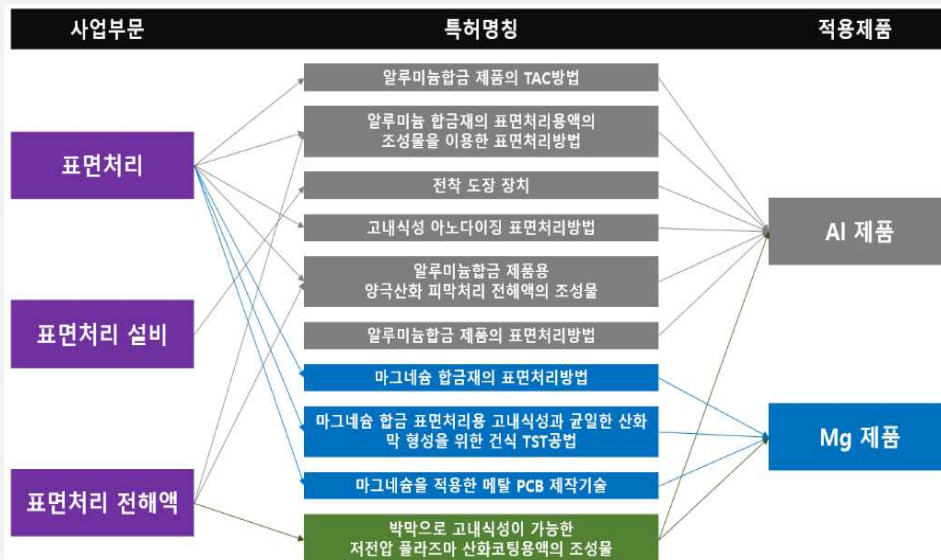 사업부문 특허명칭 적용제품
표면처리
표면처리 설비
표면처리 전해액
알루미늄합금 제품의 TAC방법
알루미늄 합금재의 표면처리용액의
조성물을 이용한 표면처리방법
전착 도장 장치
고내식성 아노다이징 표면처리방법
알루미늄합금 제품용
양극산화 피막처리 전해액의 조성물
알루미늄합금 제품의 표면처리방법
마그네슘 합금재의 표면처리방법
마그네슘 합금 표면처리용 고내식성과 균일한 산화
막 형성을 위한 건식 TST공법
마그네슘을 적용한 메탈 PCB 제작기술
박막으로 고내식성이 가능한
저전압 플라즈마 산화코팅용액의 조성물
Al 제품
Mg 제품